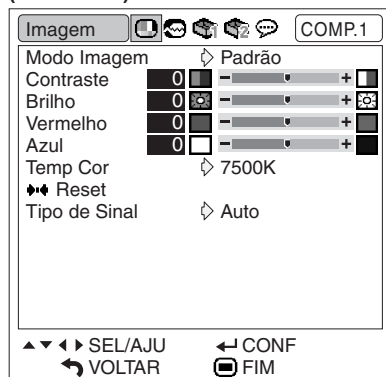 Imagem COMP.1
Modo Imagem Padrão
Contraste 0 - +
Brilho 0 - +
Vermelho 0 - +
Azul 0 - +
Temp Cor 7500K
Reset
Tipo de Sinal Auto
SEL/AJU CONF
VOLTAR FIM